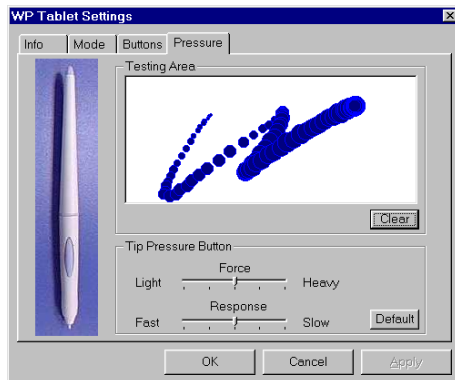 WP Tablet Settings
Info Mode Buttons Pressure
Testing Area
Clear
Tip Pressure Button
Force
Light Heavy
Response
Fast Slow
Default
OK Cancel Apply